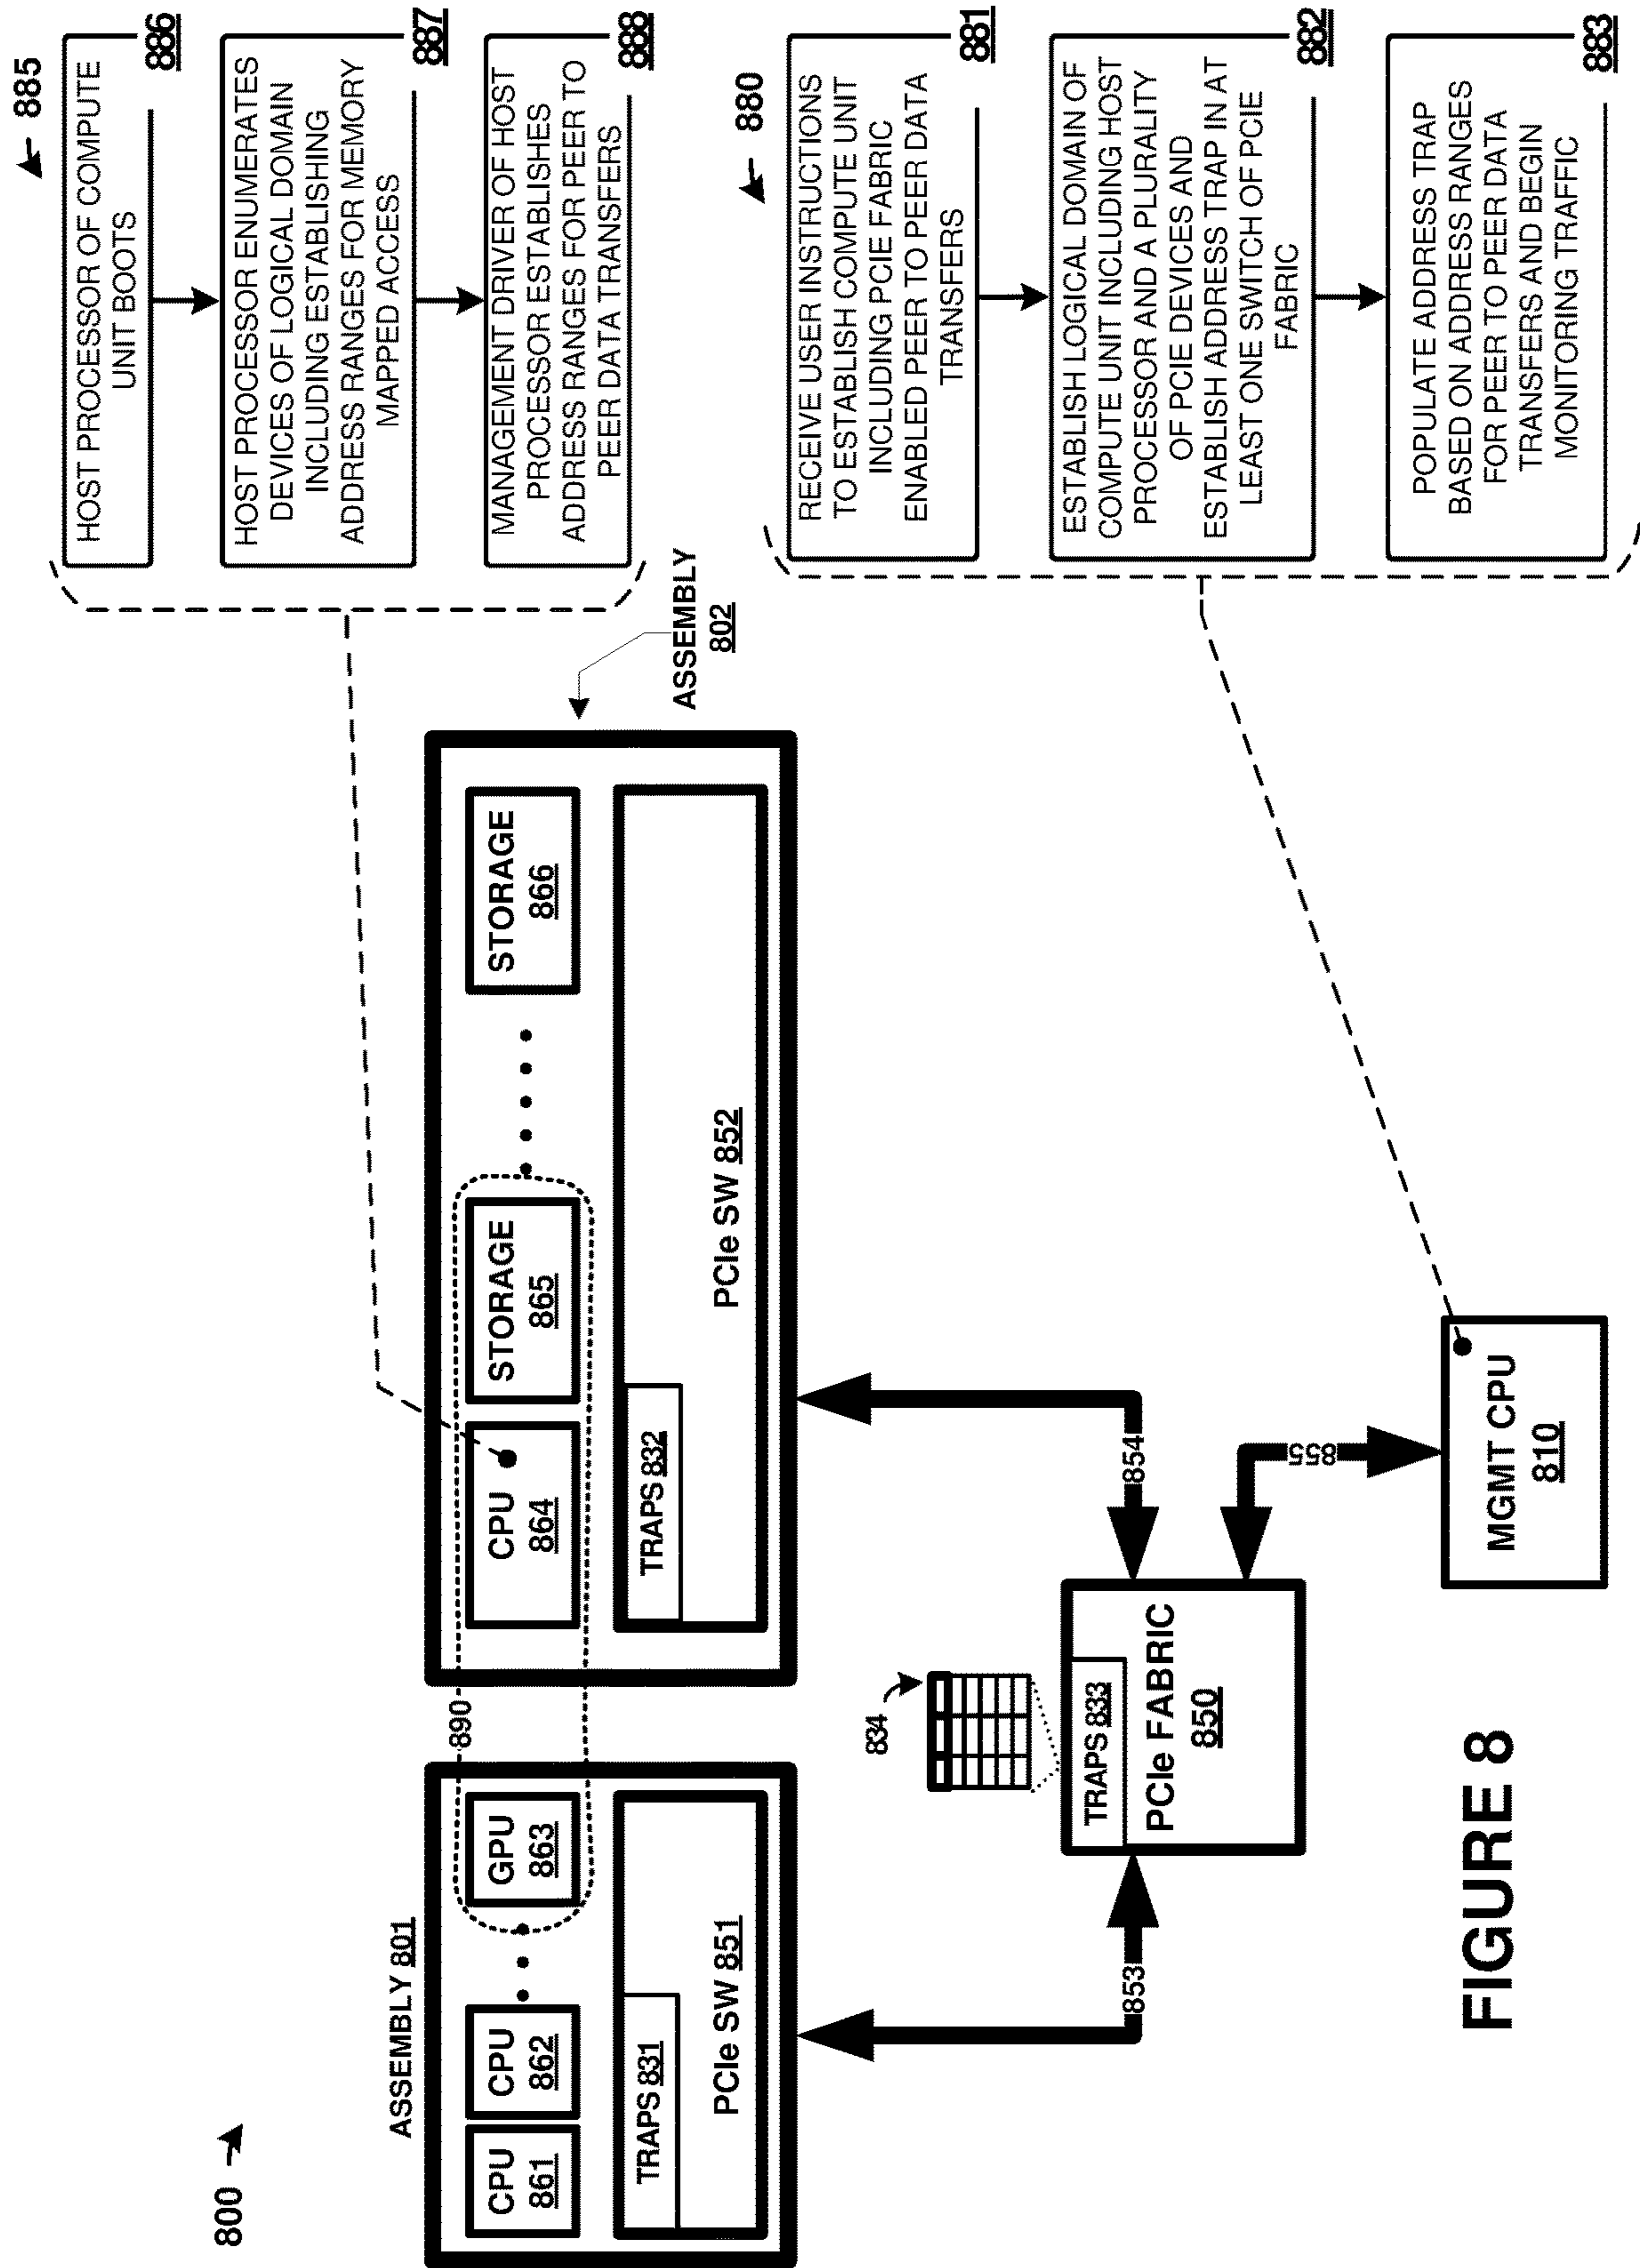 800
ASSEMBLY 801
CPU
861
CPU
862
GPU
863
TRAPS 831
PCIe SW 851
890
CPU
864
STORAGE
865
STORAGE
866
TRAPS 832
PCIe SW 852
ASSEMBLY
802
834
TRAPS 833
PCIe FABRIC
850
853
854
855
MGMT CPU
810
885
HOST PROCESSOR OF COMPUTE
UNIT BOOTS
886
HOST PROCESSOR ENUMERATES
DEVICES OF LOGICAL DOMAIN
INCLUDING ESTABLISHING
ADDRESS RANGES FOR MEMORY
MAPPED ACCESS
887
MANAGEMENT DRIVER OF HOST
PROCESSOR ESTABLISHES
ADDRESS RANGES FOR PEER TO
PEER DATA TRANSFERS
888
880
RECEIVE USER INSTRUCTIONS
TO ESTABLISH COMPUTE UNIT
INCLUDING PCIE FABRIC
ENABLED PEER TO PEER DATA
TRANSFERS
881
ESTABLISH LOGICAL DOMAIN OF
COMPUTE UNIT INCLUDING HOST
PROCESSOR AND A PLURALITY
OF PCIE DEVICES AND
ESTABLISH ADDRESS TRAP IN AT
LEAST ONE SWITCH OF PCIE
FABRIC
882
POPULATE ADDRESS TRAP
BASED ON ADDRESS RANGES
FOR PEER TO PEER DATA
TRANSFERS AND BEGIN
MONITORING TRAFFIC
883
FIGURE 8